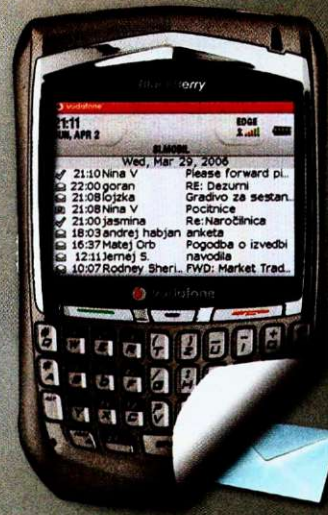 BlackBerry
vodafone
21:11 EDGE
SUN, APR 2
SI.MOBIL
Wed, Mar 29, 2006
21:10 Nina V Please forward pi...
22:00 goran RE: Dezurni
21:08 lojzka Gradivo za sestan...
21:08 Nina V Pocitnice
21:00 jasmina Re: Naročilnica
18:03 andrej habjan anketa
16:37 Matej Orb Pogodba o izvedbi
12:11 Jernej S. navodila
10:07 Rodney Sheri... FWD: Market Trad...
vodafone
Q W E R T U I O
A
Y X C V